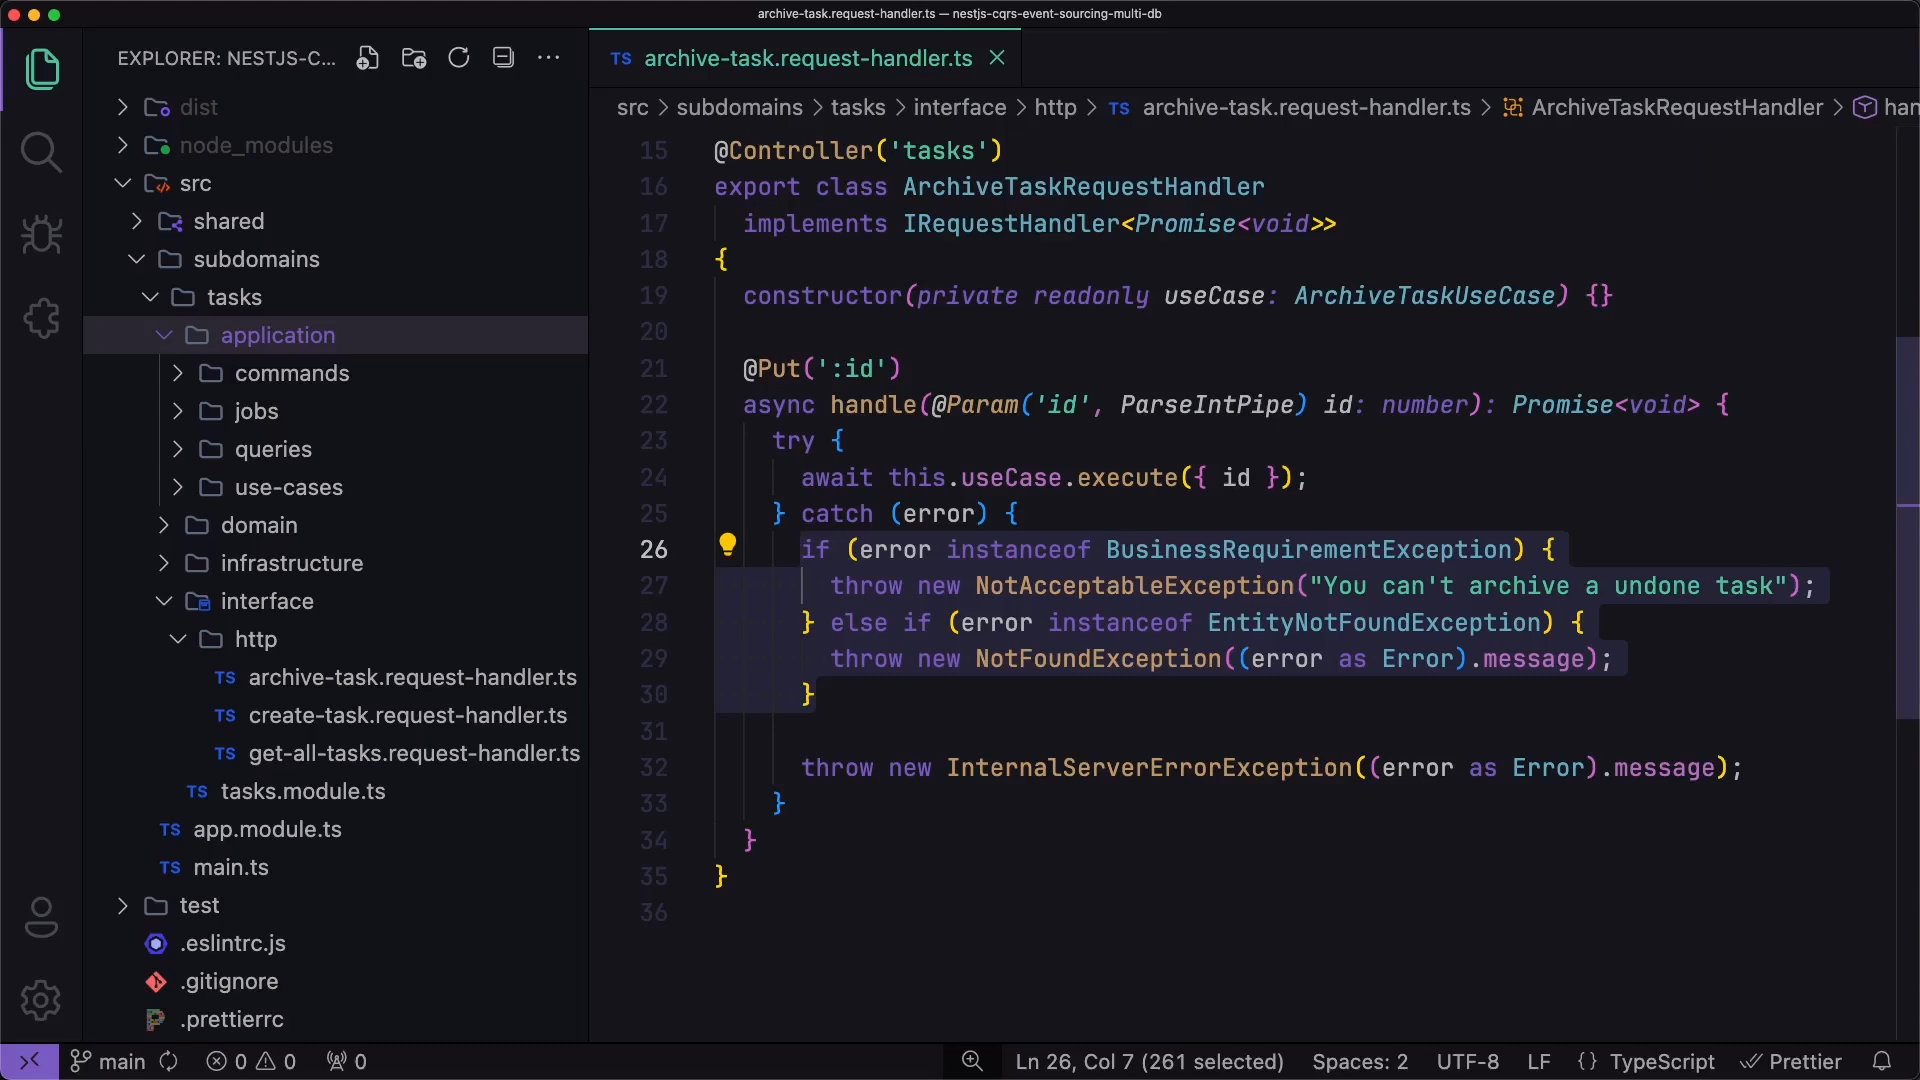 archive-task.request-handler.ts — nestjs-cqrs-event-sourcing-multi-db
EXPLORER: NESTJS-C...
dist
node_modules
src
shared
subdomains
tasks
application
commands
jobs
queries
use-cases
domain
infrastructure
interface
http
TS archive-task.request-handler.ts
TS create-task.request-handler.ts
TS get-all-tasks.request-handler.ts
TS tasks.module.ts
TS app.module.ts
TS main.ts
test
.eslintrc.js
.gitignore
.prettierrc
TS archive-task.request-handler.ts
src > subdomains > tasks > interface > http > TS archive-task.request-handler.ts > ArchiveTaskRequestHandler > han
15 @Controller('tasks')
16 export class ArchiveTaskRequestHandler
17   implements IRequestHandler<Promise<void>>
18 {
19   constructor(private readonly useCase: ArchiveTaskUseCase) {}
20
21   @Put(':id')
22   async handle(@Param('id', ParseIntPipe) id: number): Promise<void> {
23     try {
24       await this.useCase.execute({ id });
25     } catch (error) {
26       if (error instanceof BusinessRequirementException) {
27         throw new NotAcceptableException("You can't archive a undone task");
28       } else if (error instanceof EntityNotFoundException) {
29         throw new NotFoundException((error as Error).message);
30       }
31
32       throw new InternalServerErrorException((error as Error).message);
33     }
34   }
35 }
36
main 0 0 0 Ln 26, Col 7 (261 selected) Spaces: 2 UTF-8 LF {} TypeScript Prettier